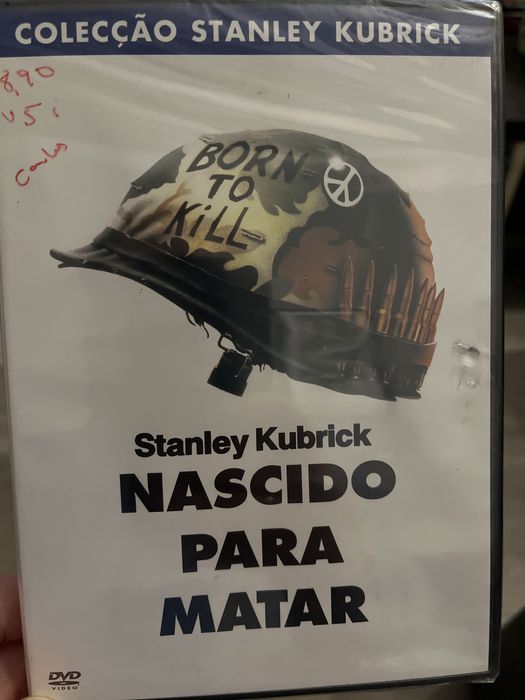 COLECÇÃO STANLEY KUBRICK
8,90
BORN
TO
KILL
Stanley Kubrick
NASCIDO
PARA
MATAR
DVD
VIDEO